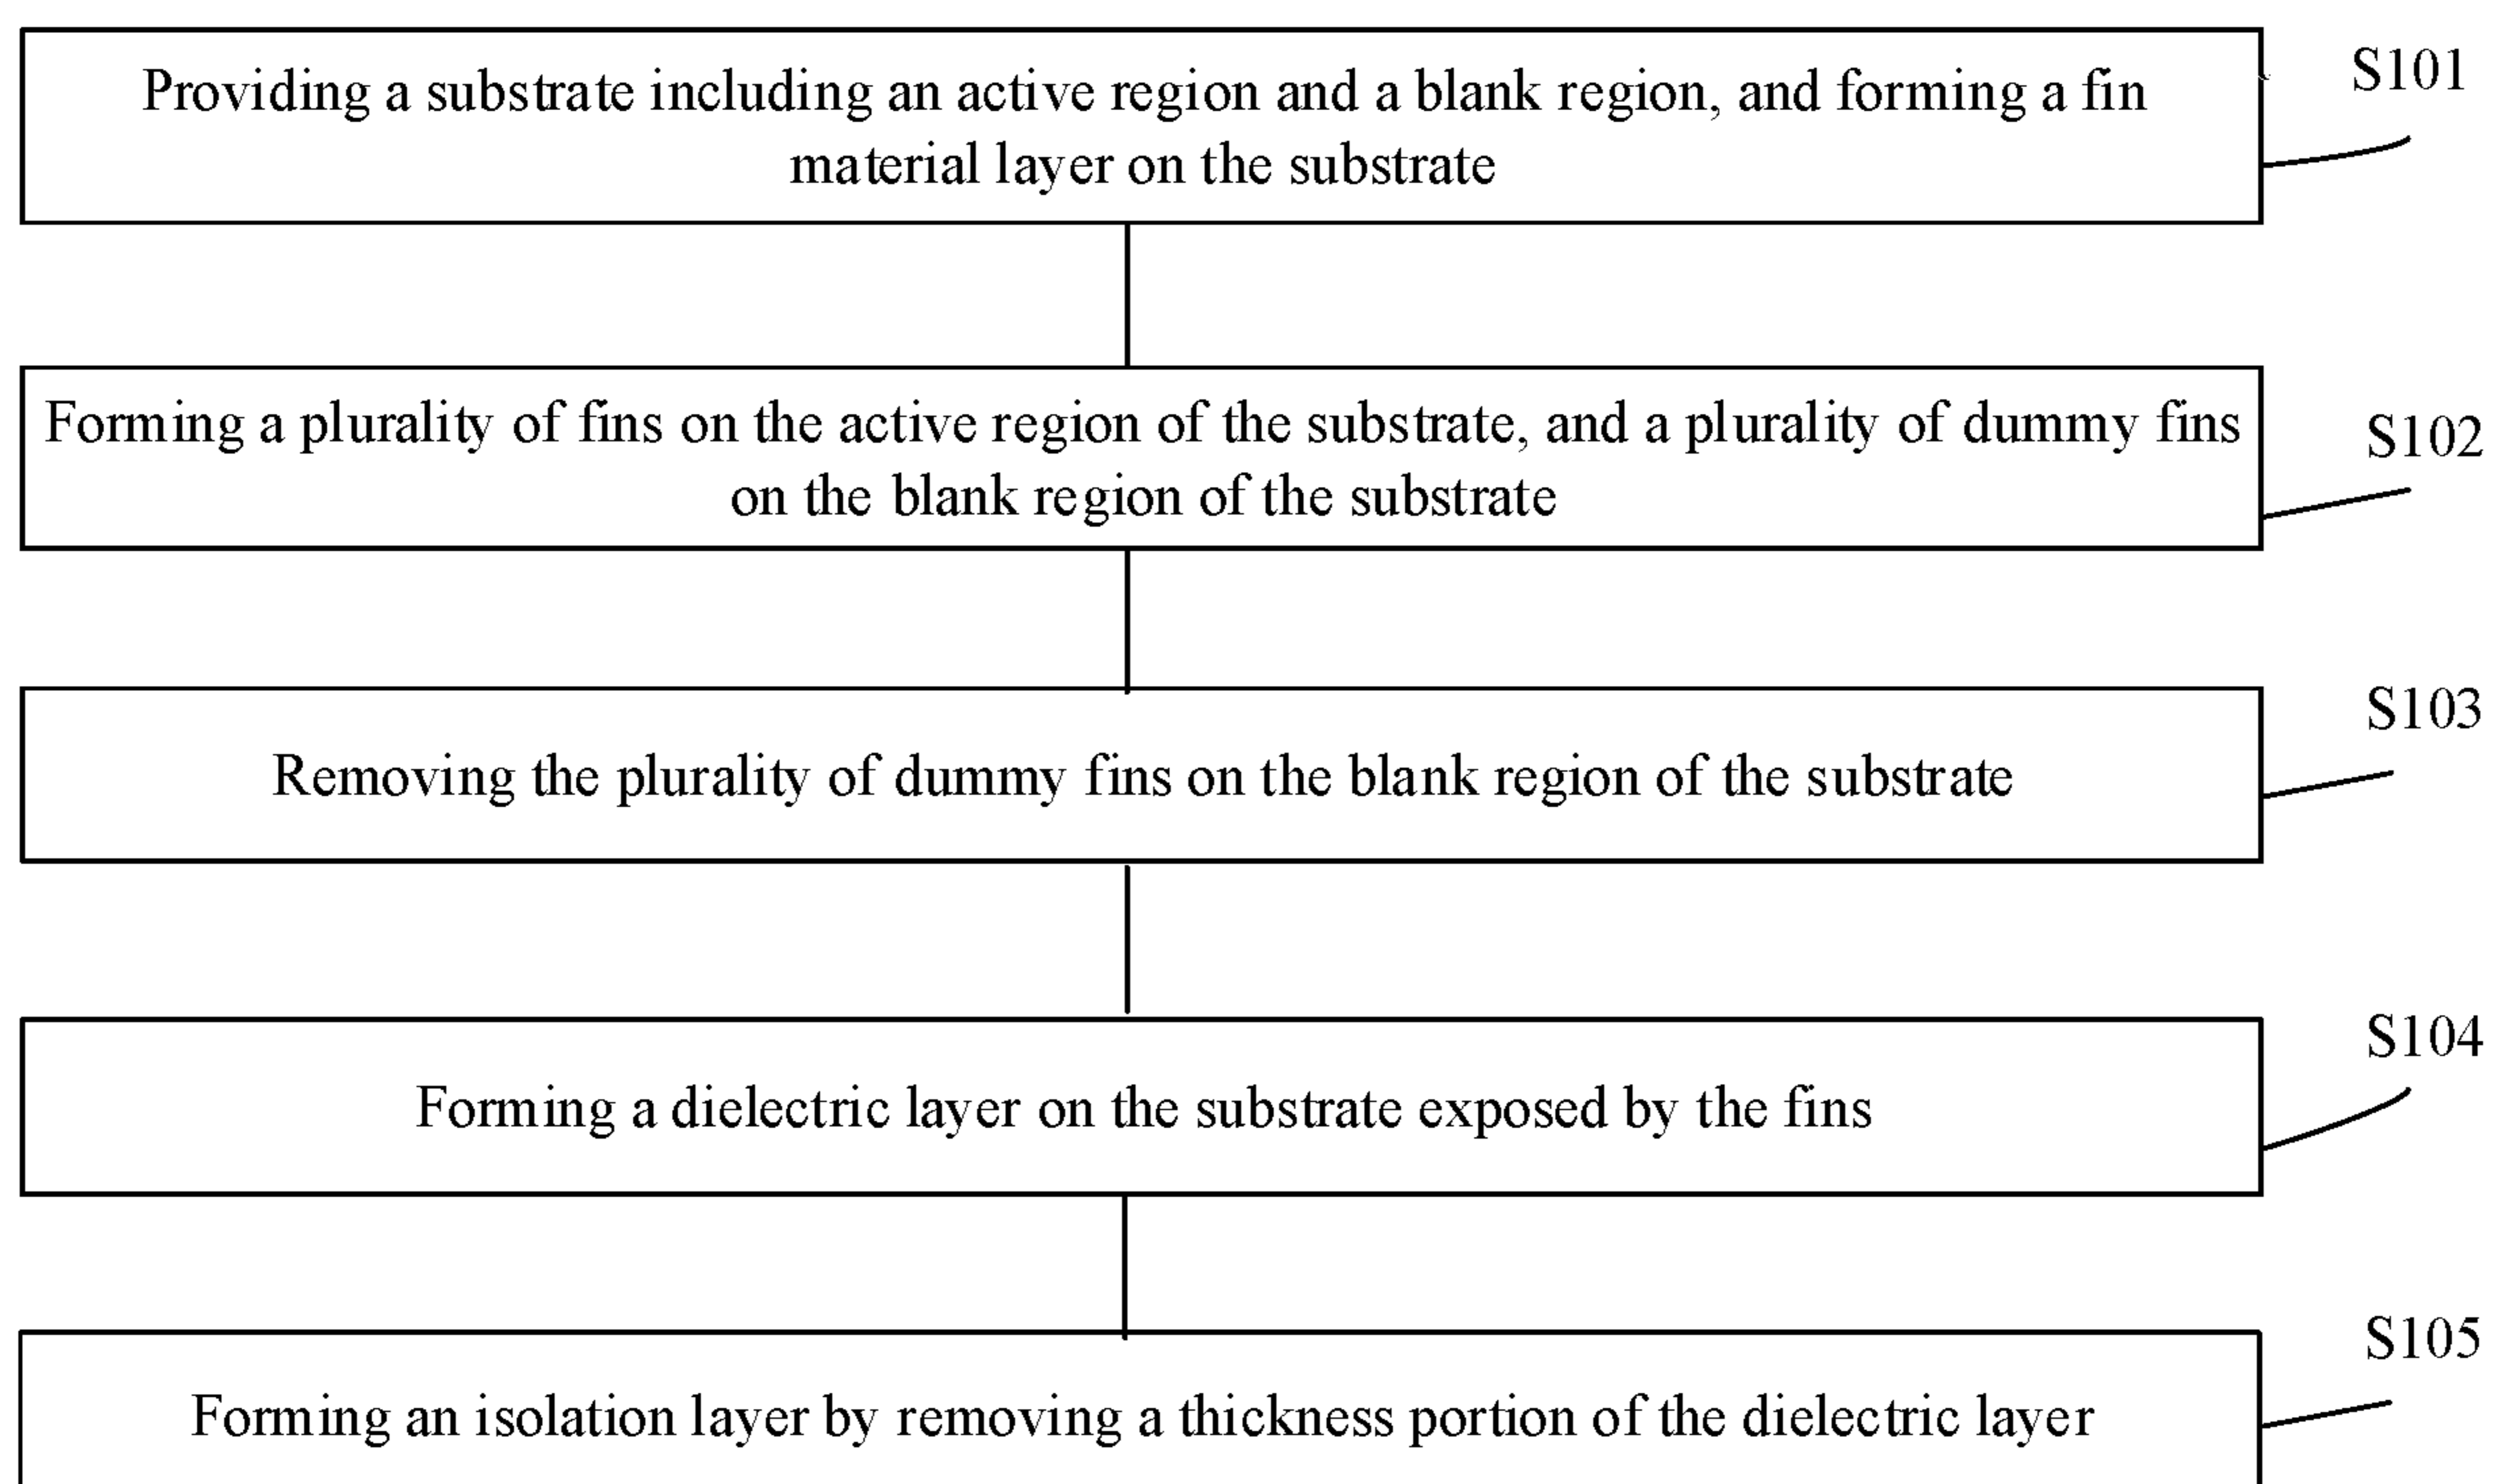 Providing a substrate including an active region and a blank region, and forming a fin
material layer on the substrate
S101
Forming a plurality of fins on the active region of the substrate, and a plurality of dummy fins
on the blank region of the substrate
S102
Removing the plurality of dummy fins on the blank region of the substrate
S103
Forming a dielectric layer on the substrate exposed by the fins
S104
Forming an isolation layer by removing a thickness portion of the dielectric layer
S105